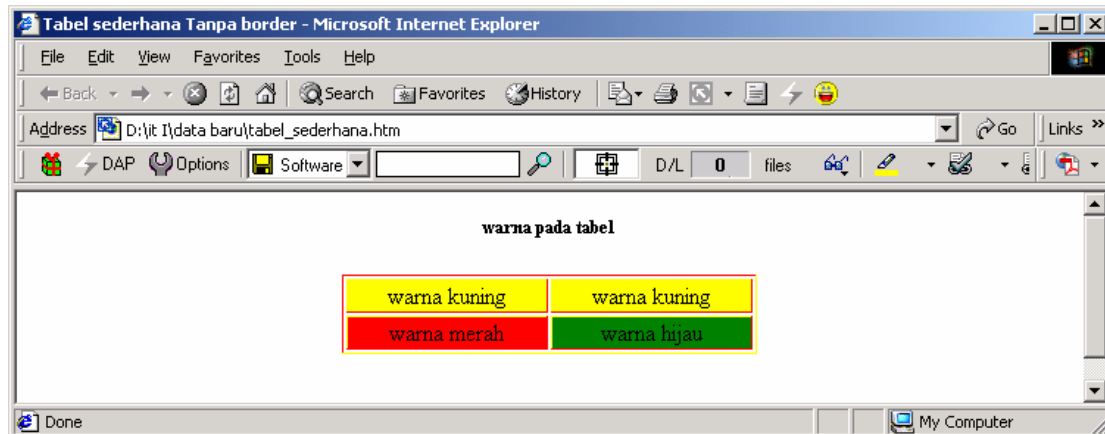 Tabel sederhana Tanpa border - Microsoft Internet Explorer
File Edit View Favorites Tools Help
Back Search Favorites History
Address D:\it I\data baru\tabel_sederhana.htm Go Links »
DAP Options Software D/L 0 files
warna pada tabel
warna kuning warna kuning
warna merah warna hijau
Done My Computer